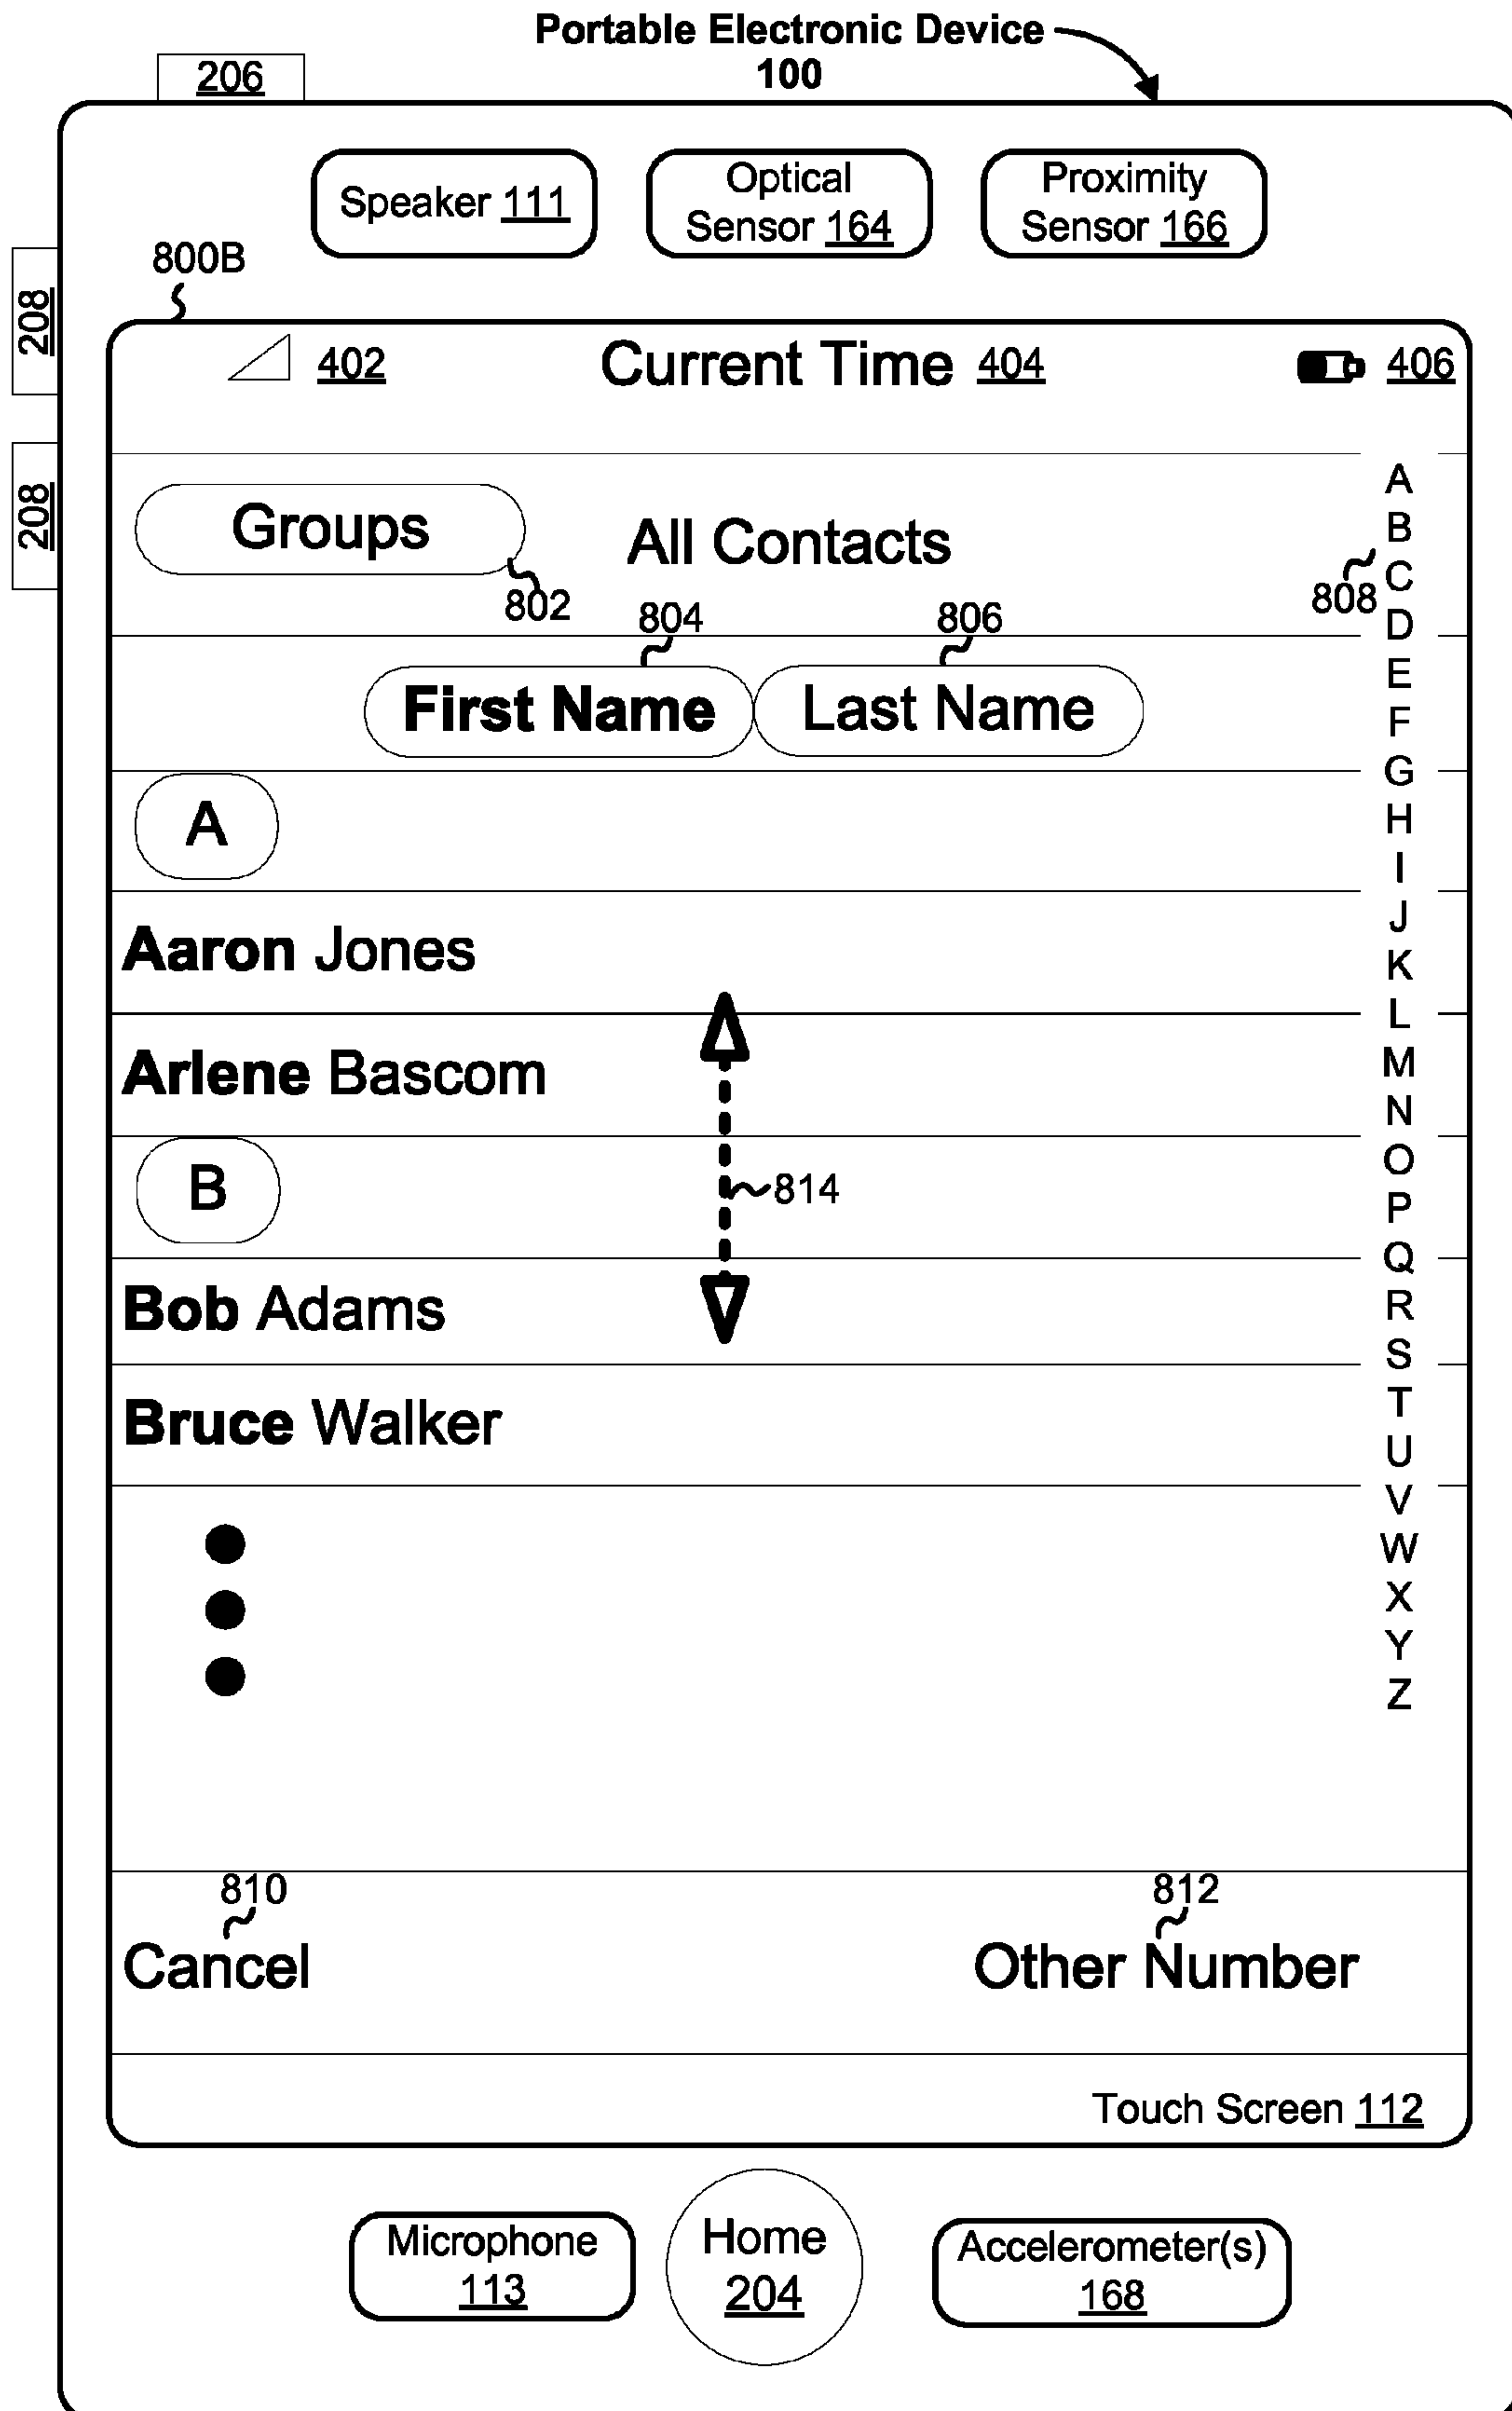 Portable Electronic Device
100
206
Speaker 111
Optical
Sensor 164
Proximity
Sensor 166
800B
208
208
402
Current Time 404
406
Groups
All Contacts
802
804
806
808
First Name
Last Name
A
Aaron Jones
Arlene Bascom
B
814
Bob Adams
Bruce Walker
A
B
C
D
E
F
G
H
I
J
K
L
M
N
O
P
Q
R
S
T
U
V
W
X
Y
Z
810
812
Cancel
Other Number
Touch Screen 112
Microphone
113
Home
204
Accelerometer(s)
168